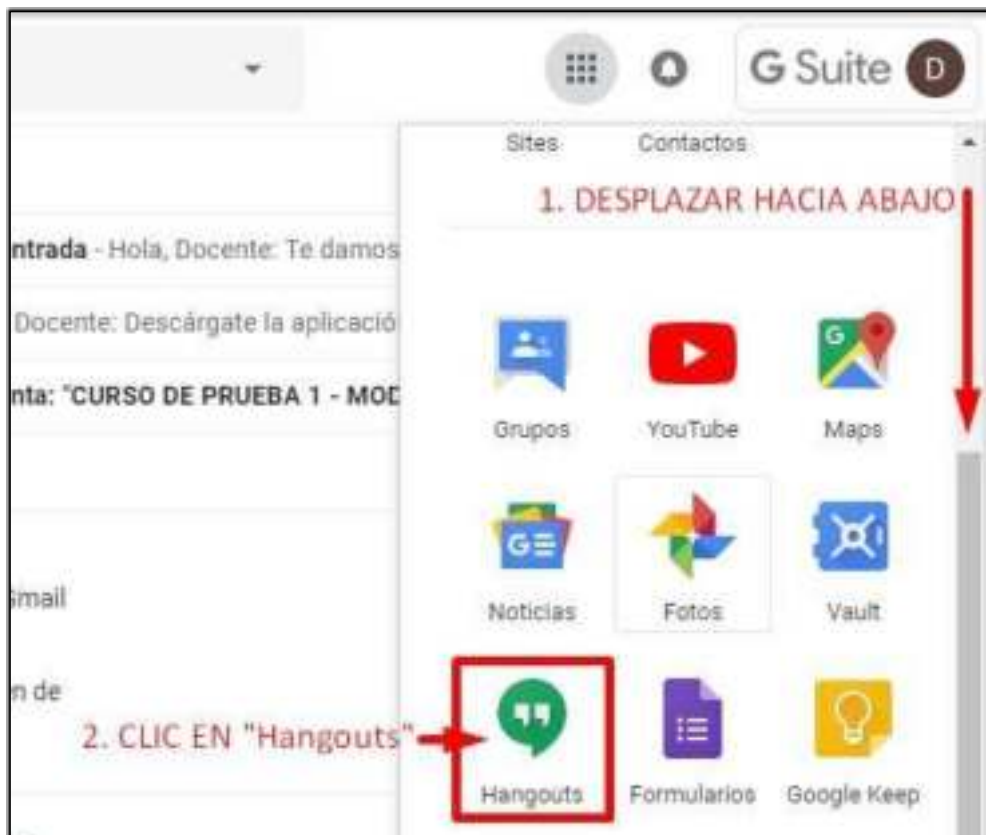 G Suite D
Sites Contactos
1. DESPLAZAR HACIA ABAJO
ntrada - Hola, Docente: Te damos
Docente: Descárgate la aplicació
nta: "CURSO DE PRUEBA 1 - MOD
G
Grupos YouTube Maps
G
Noticias Fotos Vault
Gmail
n de
2. CLIC EN "Hangouts"
Hangouts Formularios Google Keep